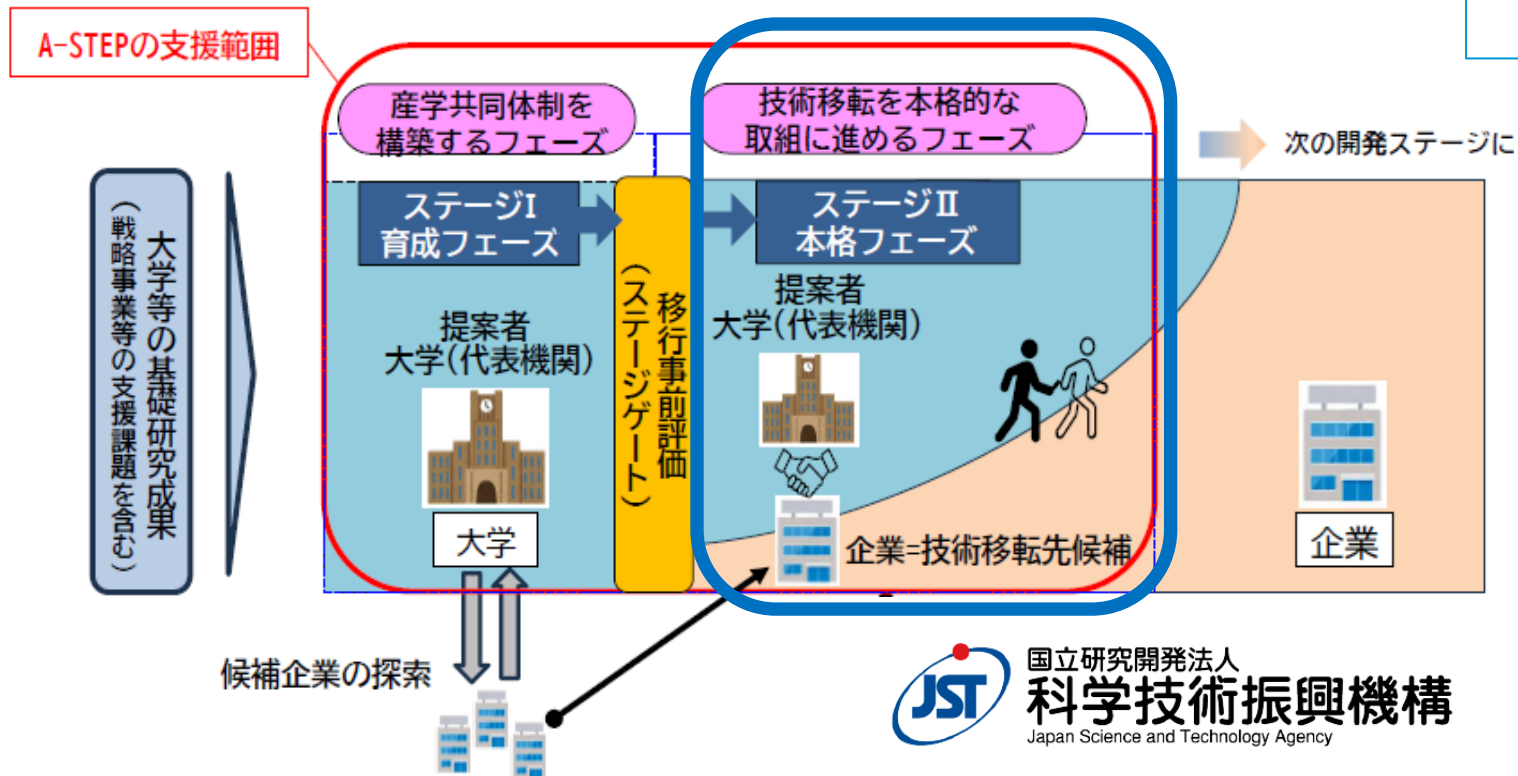 A-STEPの支援範囲
産学共同体制を
構築するフェーズ
技術移転を本格的な
取組に進めるフェーズ
次の開発ステージに
大学等の基礎研究成果
(戦略事業等の支援課題を含む)
ステージI
育成フェーズ
移行事前評価
(ステージゲート)
ステージⅡ
本格フェーズ
提案者
大学(代表機関)
大学
提案者
大学(代表機関)
企業=技術移転先候補
企業
候補企業の探索
JST
国立研究開発法人
科学技術振興機構
Japan Science and Technology Agency